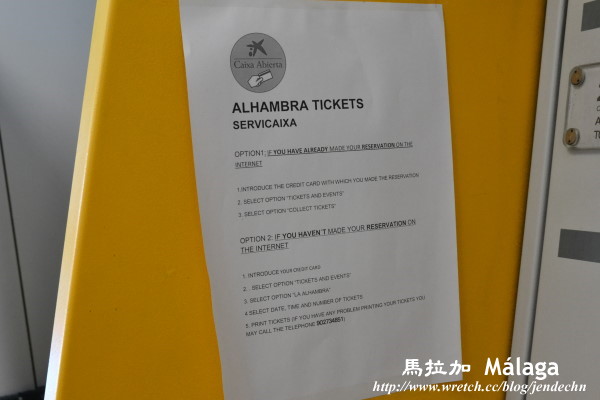 Caixa Abierta
ALHAMBRA TICKETS
SERVICAIXA
OPTION1: IF YOU HAVE ALREADY MADE YOUR RESERVATION ON THE
INTERNET
1.INTRODUCE THE CREDIT CARD WITH WHICH YOU MADE THE RESERVATION
2. SELECT OPTION "TICKETS AND EVENTS"
3. SELECT OPTION "COLLECT TICKETS"
OPTION 2: IF YOU HAVEN´T MADE YOUR RESERVATION ON
THE INTERNET
1. INTRODUCE YOUR CREDIT CARD
2.. SELECT OPTION "TICKETS AND EVENTS"
3. SELECT OPTION "LA ALHAMBRA"
4 SELECT DATE, TIME AND NUMBER OF TICKETS
5. PRINT TICKETS (IF YOU HAVE ANY PROBLEM PRINTING YOUR TICKETS YOU
MAY CALL THE TELEPHONE )
馬拉加 Málaga
http://www.wretch.cc/blog/jendechn